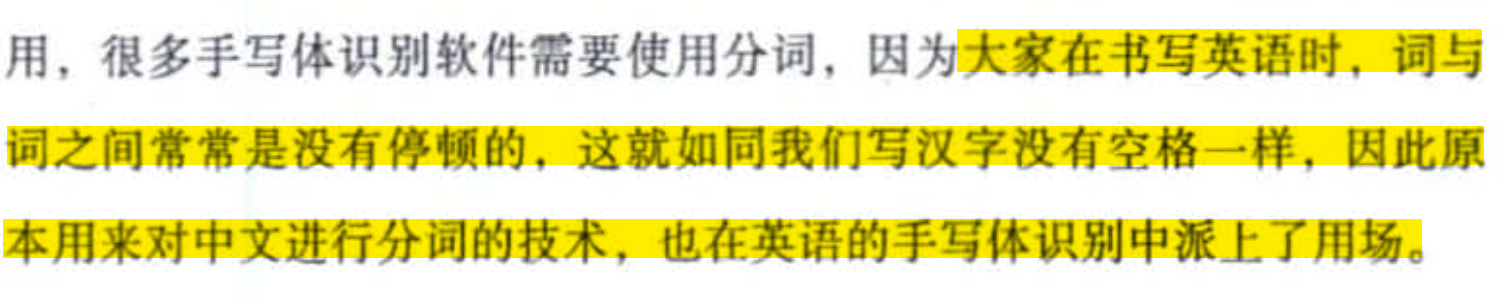 用，很多手写体识别软件需要使用分词，因为大家在书写英语时，词与
词之间常常是没有停顿的，这就如同我们写汉字没有空格一样，因此原
本用来对中文进行分词的技术，也在英语的手写体识别中派上了用场。